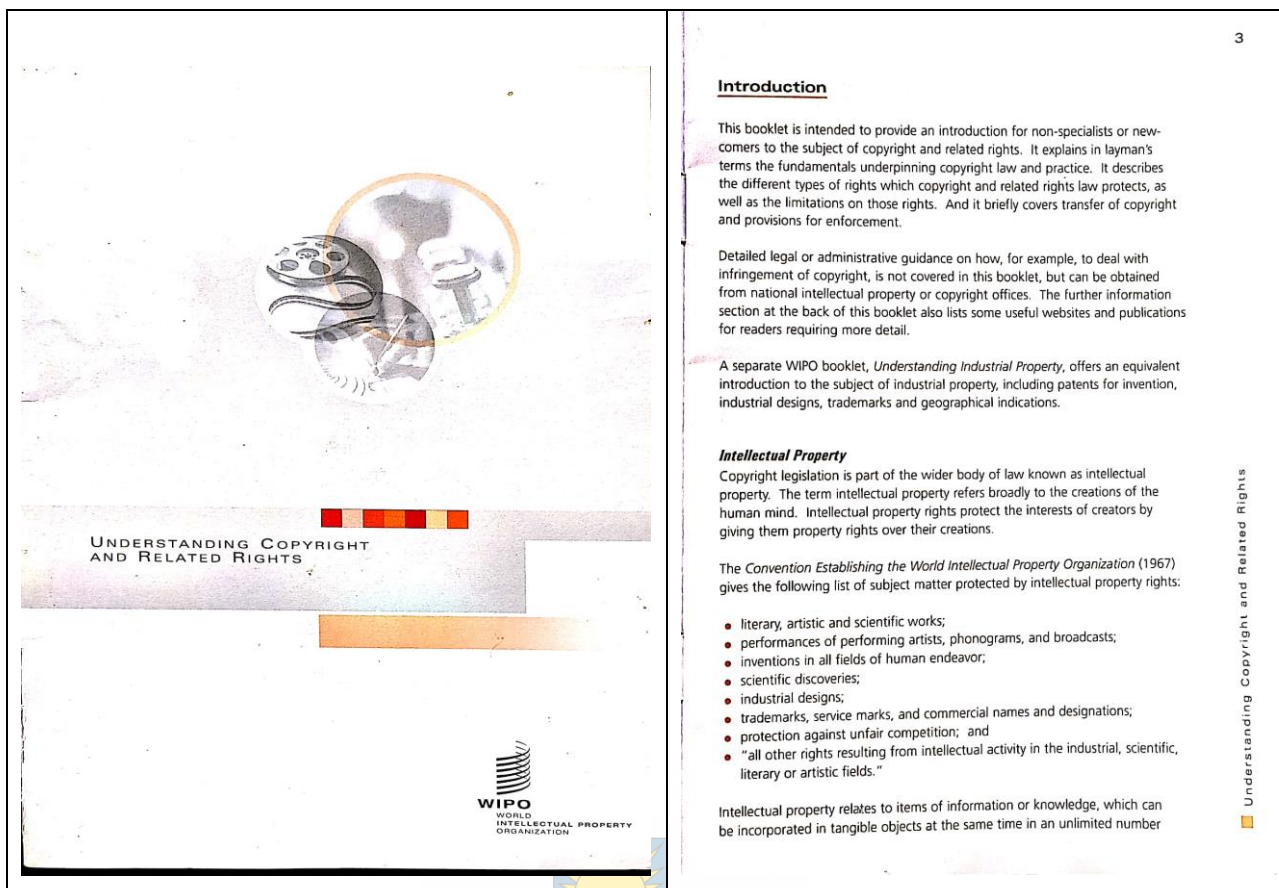 UNDERSTANDING COPYRIGHT
AND RELATED RIGHTS
WIPO
WORLD
INTELLECTUAL PROPERTY
ORGANIZATION
3
Introduction
This booklet is intended to provide an introduction for non-specialists or new-
comers to the subject of copyright and related rights. It explains in layman's
terms the fundamentals underpinning copyright law and practice. It describes
the different types of rights which copyright and related rights law protects, as
well as the limitations on those rights. And it briefly covers transfer of copyright
and provisions for enforcement.
Detailed legal or administrative guidance on how, for example, to deal with
infringement of copyright, is not covered in this booklet, but can be obtained
from national intellectual property or copyright offices. The further information
section at the back of this booklet also lists some useful websites and publications
for readers requiring more detail.
A separate WIPO booklet, Understanding Industrial Property, offers an equivalent
introduction to the subject of industrial property, including patents for invention,
industrial designs, trademarks and geographical indications.
Intellectual Property
Copyright legislation is part of the wider body of law known as intellectual
property. The term intellectual property refers broadly to the creations of the
human mind. Intellectual property rights protect the interests of creators by
giving them property rights over their creations.
The Convention Establishing the World Intellectual Property Organization (1967)
gives the following list of subject matter protected by intellectual property rights:
• literary, artistic and scientific works;
• performances of performing artists, phonograms, and broadcasts;
• inventions in all fields of human endeavor;
• scientific discoveries;
• industrial designs;
• trademarks, service marks, and commercial names and designations;
• protection against unfair competition; and
• "all other rights resulting from intellectual activity in the industrial, scientific,
literary or artistic fields."
Intellectual property relates to items of information or knowledge, which can
be incorporated in tangible objects at the same time in an unlimited number
Understanding Copyright and Related Rights